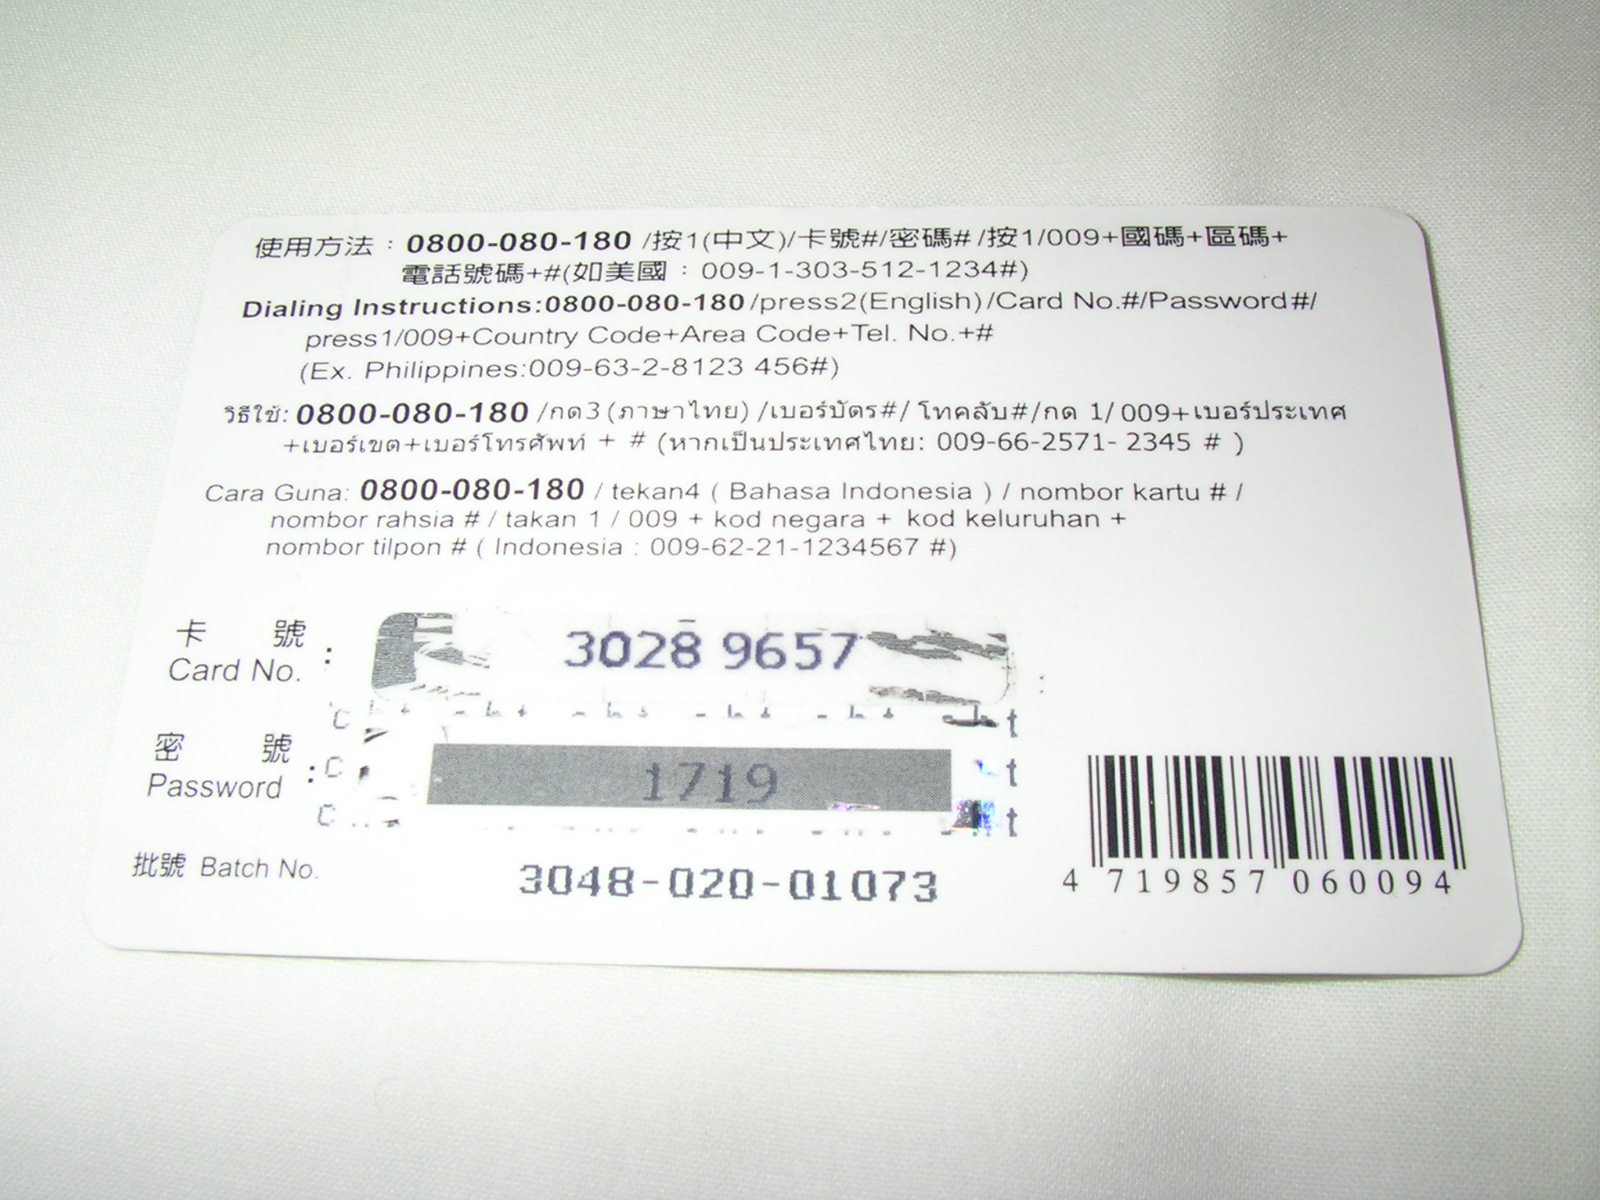 使用方法：0800-080-180 /按1(中文)/卡號#/密碼# /按1/009+國碼+區碼+
電話號碼+#(如美國：009-1-303-512-1234#)
Dialing Instructions:0800-080-180/press2(English)/Card No.#/Password#/
press1/009+Country Code+Area Code+Tel. No.+#
(Ex. Philippines:009-63-2-8123 456#)
วิธีใช้: 0800-080-180 /กด3 (ภาษาไทย) /เบอร์บัตร#/ โทคลับ#/กด 1/ 009+เบอร์ประเทศ
+เบอร์เขต+เบอร์โทรศัพท์ + # (หากเป็นประเทศไทย: 009-66-2571- 2345 # )
Cara Guna: 0800-080-180 / tekan4 ( Bahasa Indonesia ) / nombor kartu # /
nombor rahsia # / takan 1 / 009 + kod negara + kod keluruhan +
nombor tilpon # ( Indonesia : 009-62-21-1234567 #)
卡 號
Card No. : 3028 9657
密 號
Password : 1719
批號 Batch No. 3048-020-01073
4 719857 060094